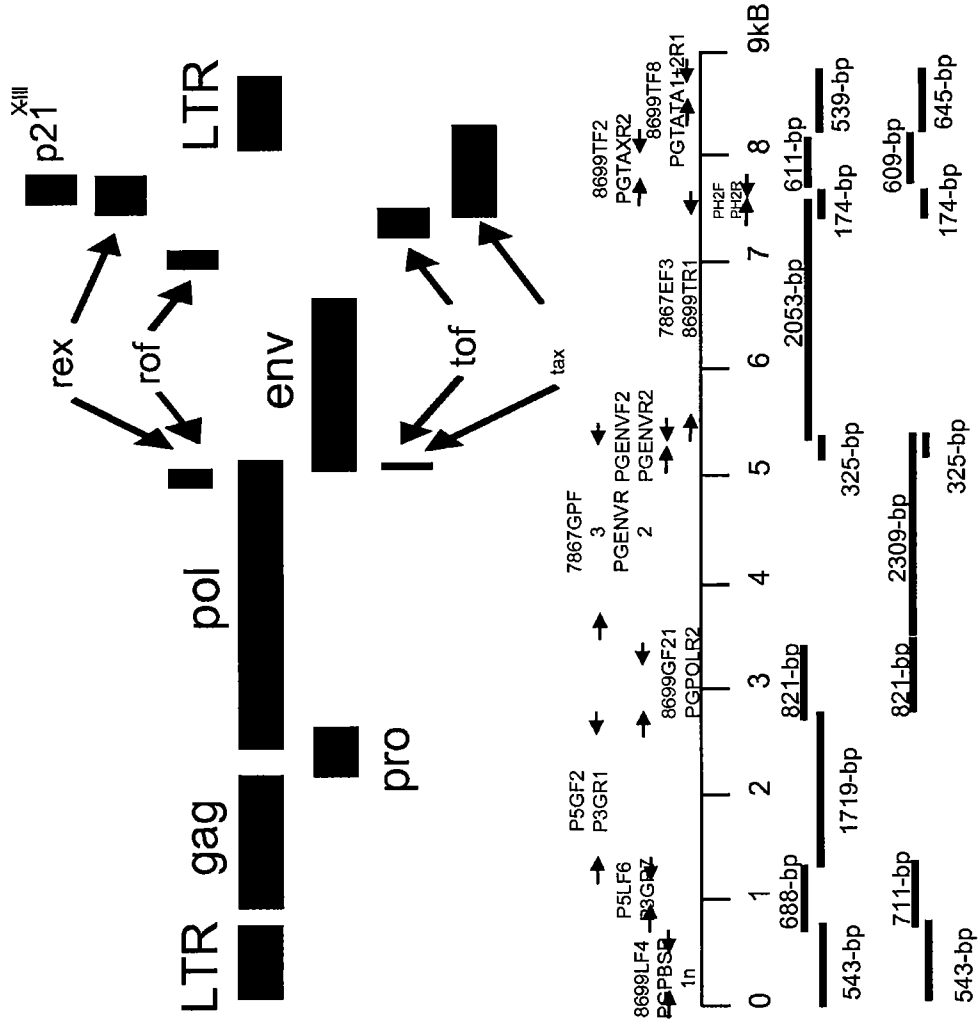 X-III
p21
rex
rof
LTR
gag
pol
env
LTR
pro
tof
tax
8699TF2
PGTAXR2
8699TF8
PGTATA1+2R1
7867GPF
3
PGENVR
2
PGENVF2
PGENVR2
7867EF3
8699TR1
PH2F
PH2R
P5GF2
P3GR1
8699GF21
PGPOLR2
P5LF6
8699LF4
1n
0
1
2
3
4
5
6
7
8
9kB
543-bp
688-bp
1719-bp
821-bp
325-bp
2053-bp
174-bp
611-bp
539-bp
543-bp
711-bp
821-bp
2309-bp
325-bp
174-bp
609-bp
645-bp